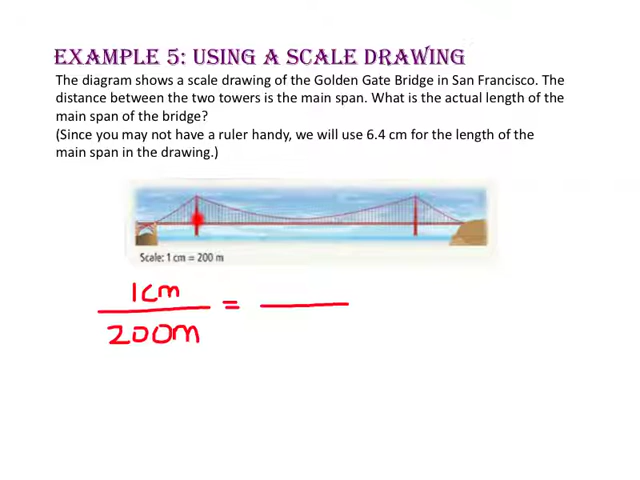 Example 5: Using a Scale Drawing
The diagram shows a scale drawing of the Golden Gate Bridge in San Francisco. The
distance between the two towers is the main span. What is the actual length of the
main span of the bridge?
(Since you may not have a ruler handy, we will use 6.4 cm for the length of the
main span in the drawing.)
Scale: 1 cm = 200 m
1cm
=
200m